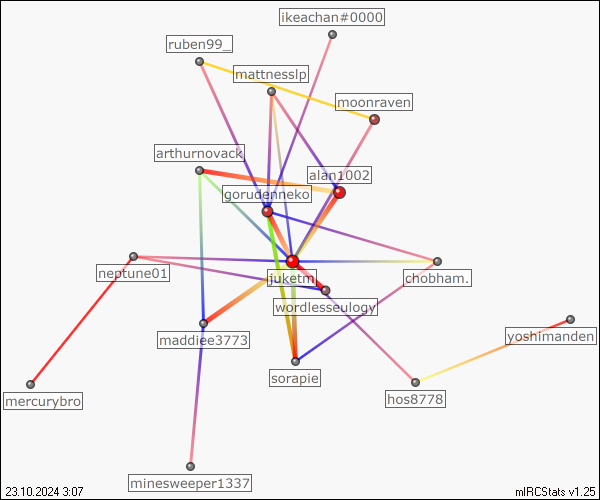 ikeachan#0000
ruben99_
mattnesslp
moonraven
arthurnovack
alan1002
gorudenneko
neptune01
juketm
chobham.
wordlesseulogy
maddiee3773
yoshimanden
sorapie
mercurybro
hos8778
minesweeper1337
23.10.2024 3:07
mIRCStats v1.25